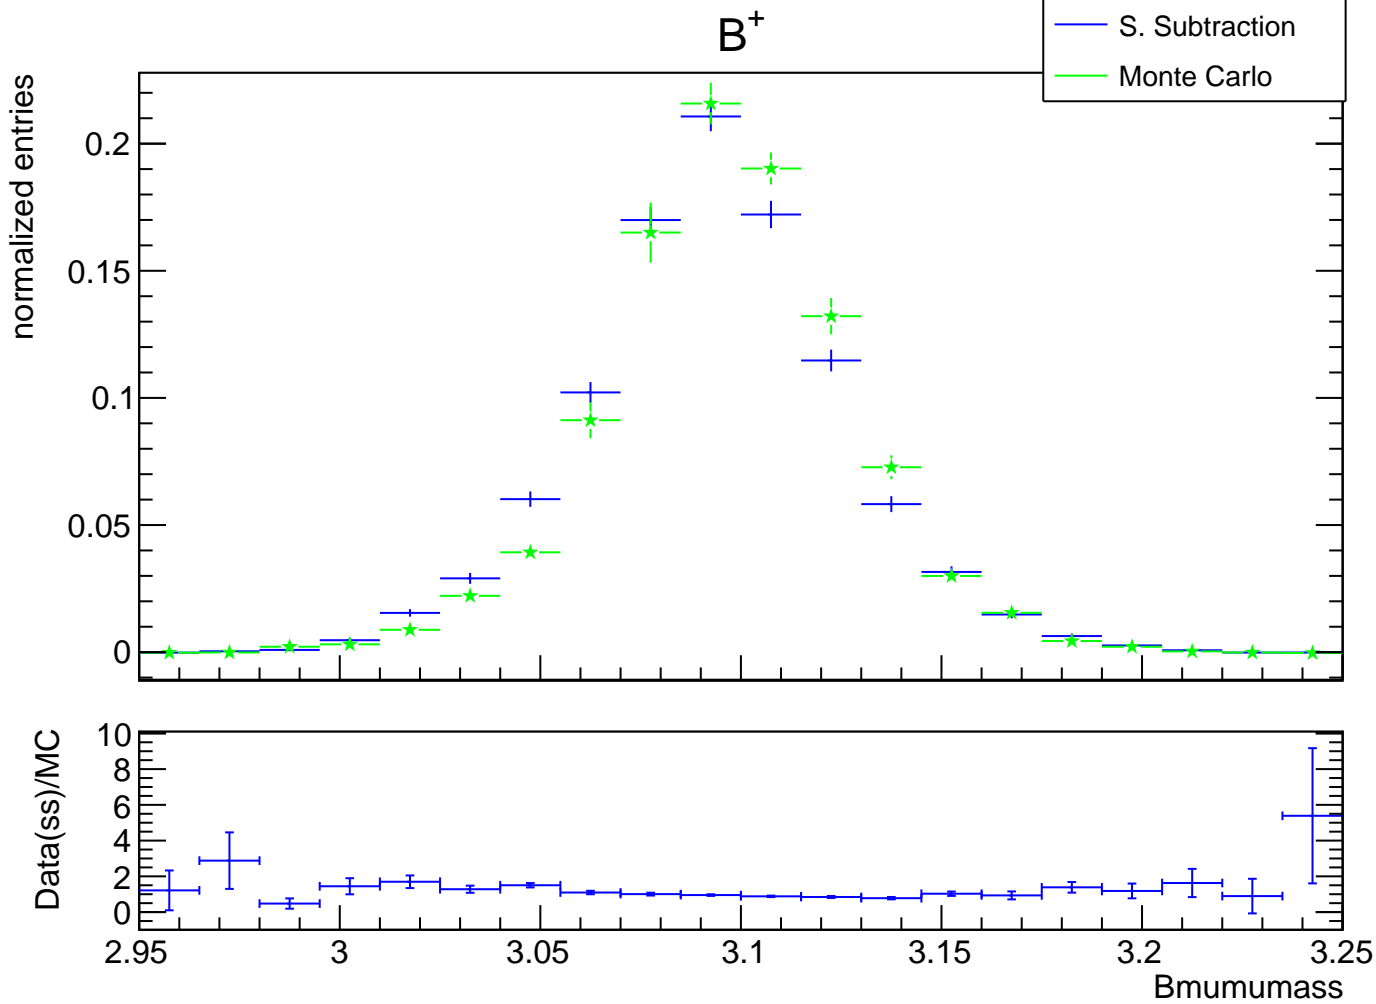 B+
S. Subtraction
Monte Carlo
normalized entries
0.2
0.15
0.1
0.05
0
Data(ss)/MC
10
8
6
4
2
0
2.95 3 3.05 3.1 3.15 3.2 3.25
Bmumumass